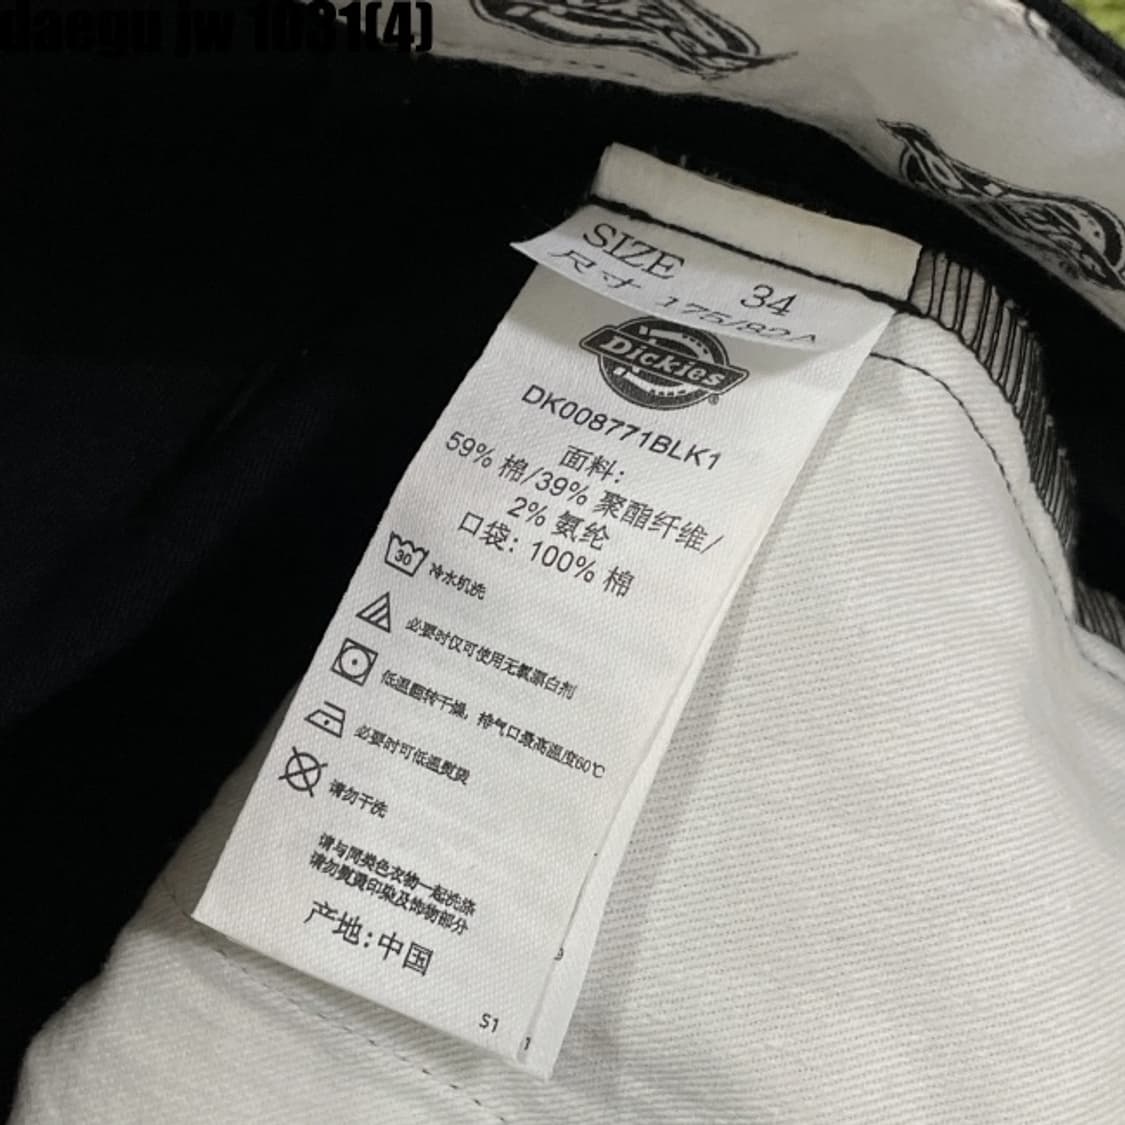 daegu jw 1031(4)
SIZE 34
尺寸 175/82A
Dickies
®
DK008771BLK1
面料:
59% 棉/39% 聚酯纤维/
2% 氨纶
口袋: 100% 棉
30 冷水机洗
必要时仅可使用无氯漂白剂
低温翻转干燥，排气口最高温度60℃
必要时可低温熨烫
请勿干洗
请与同类色衣物一起洗涤
请勿熨烫印染及饰物部分
产地:中国
S1